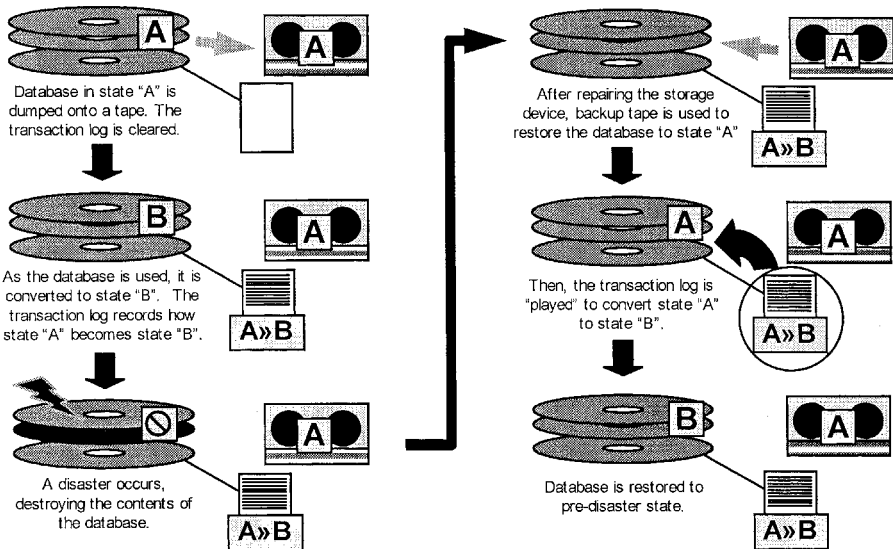 A
A
Database in state "A" is
dumped onto a tape. The
transaction log is cleared.
B
A
As the database is used, it is
converted to state "B". The
transaction log records how
state "A" becomes state "B".
A»B
A
A disaster occurs,
destroying the contents of
the database.
A»B
A
After repairing the storage
device, backup tape is used to
restore the database to state "A"
A»B
A
A
Then, the transaction log is
"played" to convert state "A"
to state "B".
A»B
B
A
Database is restored to
pre-disaster state.
A»B